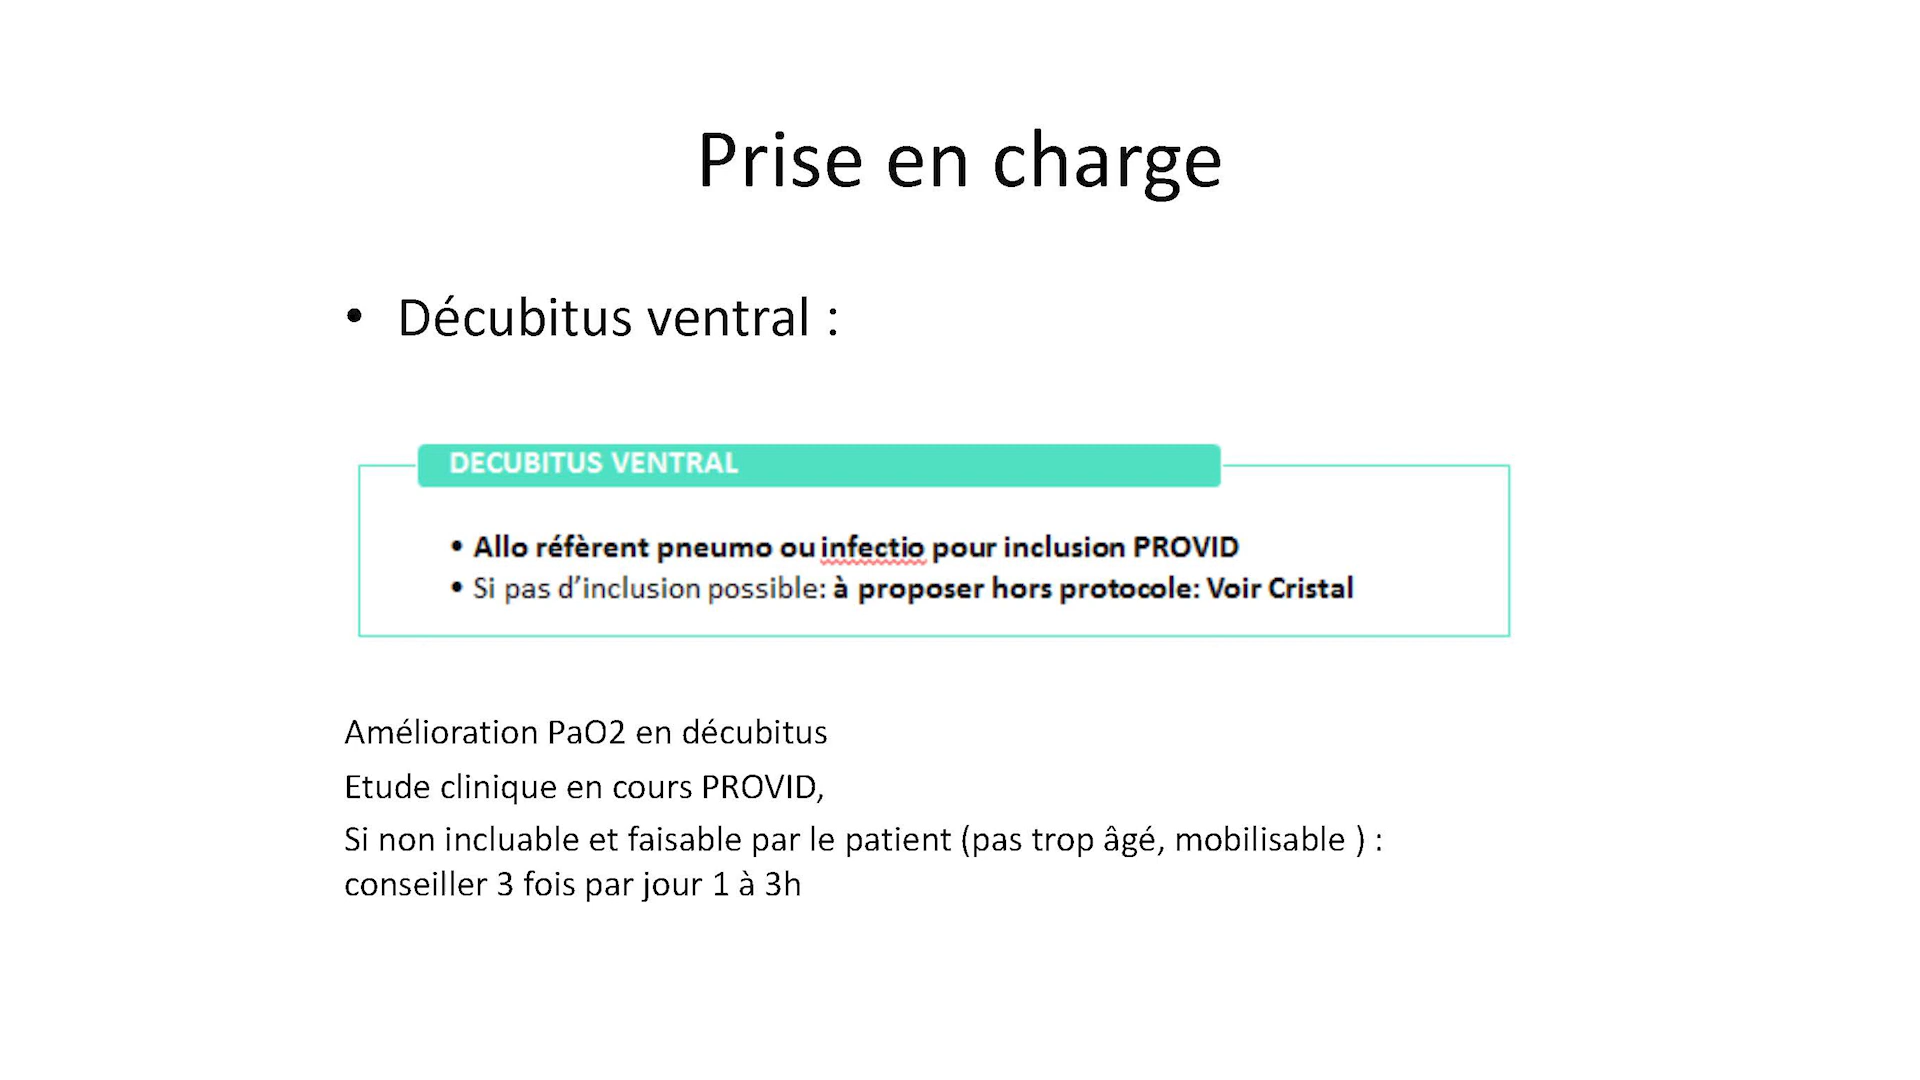 Prise en charge
• Décubitus ventral :
DECUBITUS VENTRAL
• Allo réfèrent pneumo ou infectio pour inclusion PROVID
• Si pas d’inclusion possible: à proposer hors protocole: Voir Cristal
Amélioration PaO2 en décubitus
Etude clinique en cours PROVID,
Si non incluable et faisable par le patient (pas trop âgé, mobilisable ) :
conseiller 3 fois par jour 1 à 3h